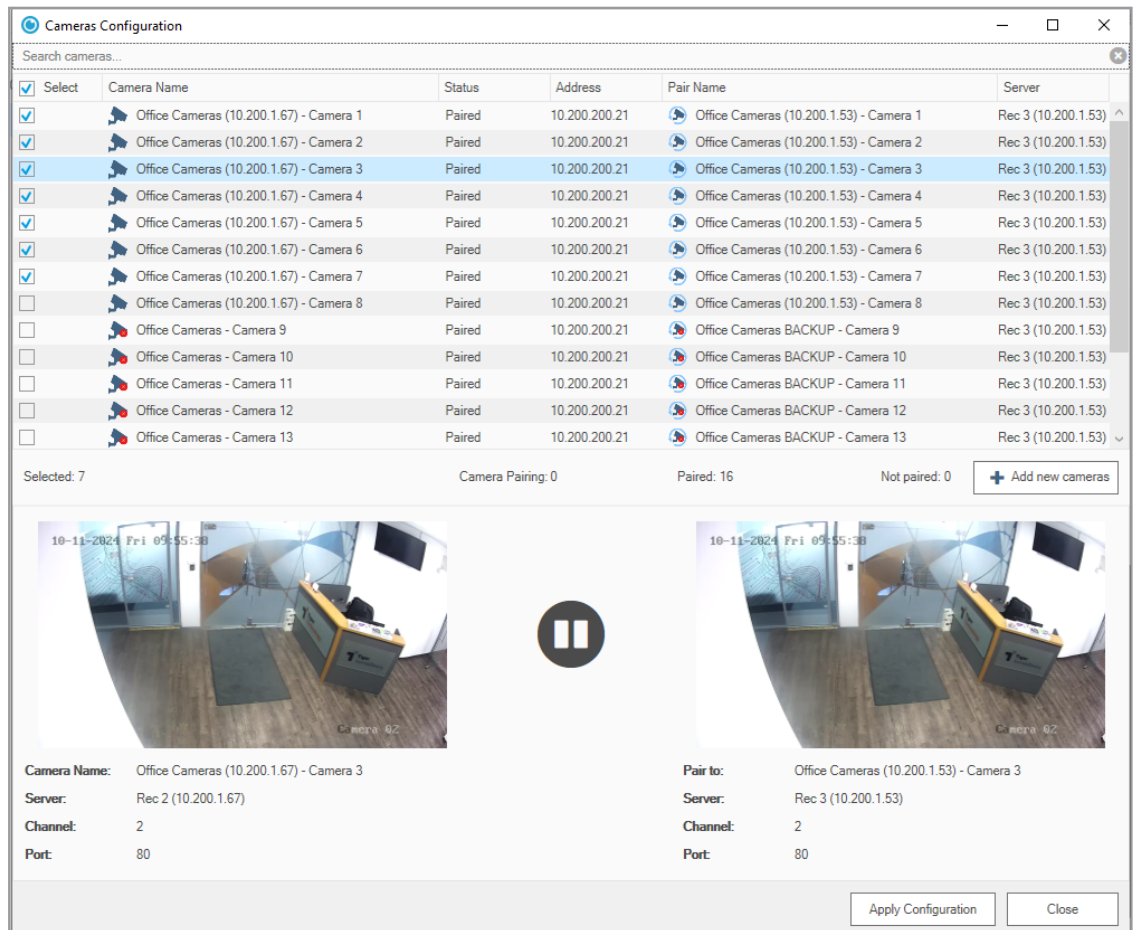 Cameras Configuration
Search cameras...
Select Camera Name Status Address Pair Name Server
Office Cameras (10.200.1.67) - Camera 1 Paired 10.200.200.21 Office Cameras (10.200.1.53) - Camera 1 Rec 3 (10.200.1.53)
Office Cameras (10.200.1.67) - Camera 2 Paired 10.200.200.21 Office Cameras (10.200.1.53) - Camera 2 Rec 3 (10.200.1.53)
Office Cameras (10.200.1.67) - Camera 3 Paired 10.200.200.21 Office Cameras (10.200.1.53) - Camera 3 Rec 3 (10.200.1.53)
Office Cameras (10.200.1.67) - Camera 4 Paired 10.200.200.21 Office Cameras (10.200.1.53) - Camera 4 Rec 3 (10.200.1.53)
Office Cameras (10.200.1.67) - Camera 5 Paired 10.200.200.21 Office Cameras (10.200.1.53) - Camera 5 Rec 3 (10.200.1.53)
Office Cameras (10.200.1.67) - Camera 6 Paired 10.200.200.21 Office Cameras (10.200.1.53) - Camera 6 Rec 3 (10.200.1.53)
Office Cameras (10.200.1.67) - Camera 7 Paired 10.200.200.21 Office Cameras (10.200.1.53) - Camera 7 Rec 3 (10.200.1.53)
Office Cameras (10.200.1.67) - Camera 8 Paired 10.200.200.21 Office Cameras (10.200.1.53) - Camera 8 Rec 3 (10.200.1.53)
Office Cameras - Camera 9 Paired 10.200.200.21 Office Cameras BACKUP - Camera 9 Rec 3 (10.200.1.53)
Office Cameras - Camera 10 Paired 10.200.200.21 Office Cameras BACKUP - Camera 10 Rec 3 (10.200.1.53)
Office Cameras - Camera 11 Paired 10.200.200.21 Office Cameras BACKUP - Camera 11 Rec 3 (10.200.1.53)
Office Cameras - Camera 12 Paired 10.200.200.21 Office Cameras BACKUP - Camera 12 Rec 3 (10.200.1.53)
Office Cameras - Camera 13 Paired 10.200.200.21 Office Cameras BACKUP - Camera 13 Rec 3 (10.200.1.53)
Selected: 7 Camera Pairing: 0 Paired: 16 Not paired: 0 Add new cameras
10-11-2024 Fri 09:55:38 10-11-2024 Fri 09:55:38
Tiger Tiger
Camera 02 Camera 02
Camera Name: Office Cameras (10.200.1.67) - Camera 3 Pair to: Office Cameras (10.200.1.53) - Camera 3
Server: Rec 2 (10.200.1.67) Server: Rec 3 (10.200.1.53)
Channel: 2 Channel: 2
Port: 80 Port: 80
Apply Configuration Close